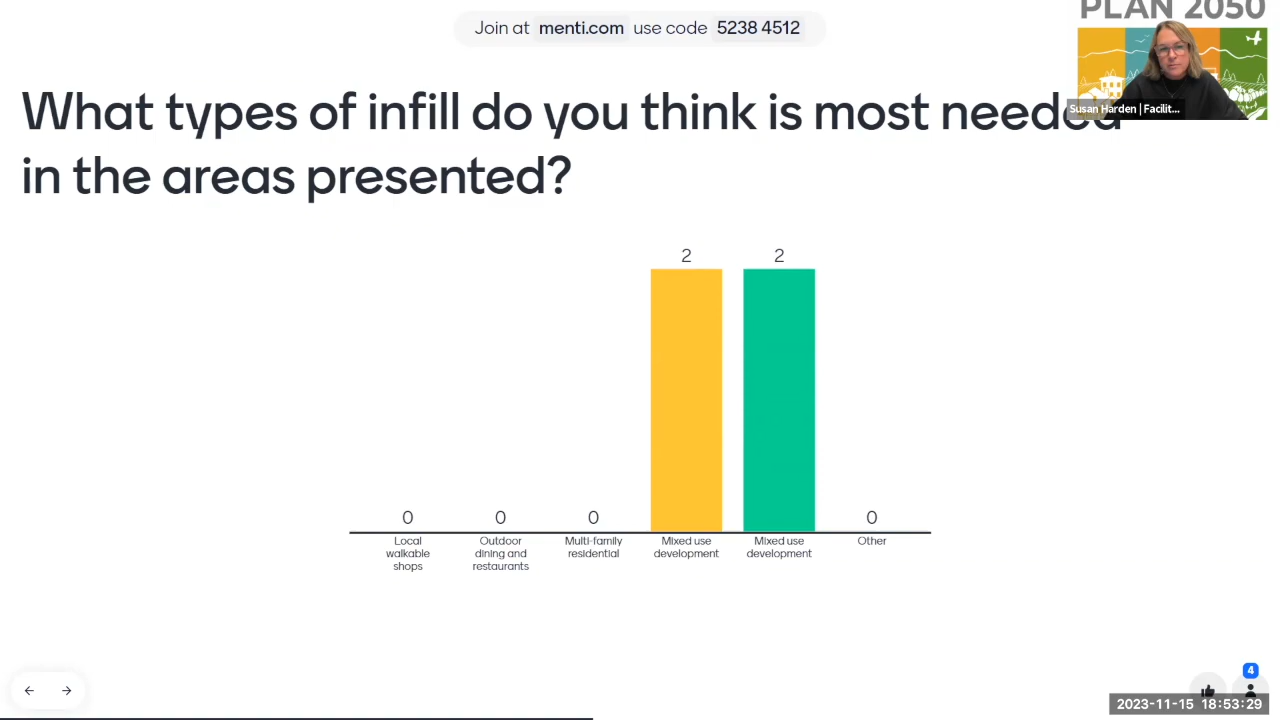 Join at menti.com use code 5238 4512
PLAN 2050
Susan Harden | Facilit...
What types of infill do you think is most needed
in the areas presented?
2
2
0
0
0
0
Local
walkable
shops
Outdoor
dining and
restaurants
Multi-family
residential
Mixed use
development
Mixed use
development
Other
4
2023-11-15 18:53:29